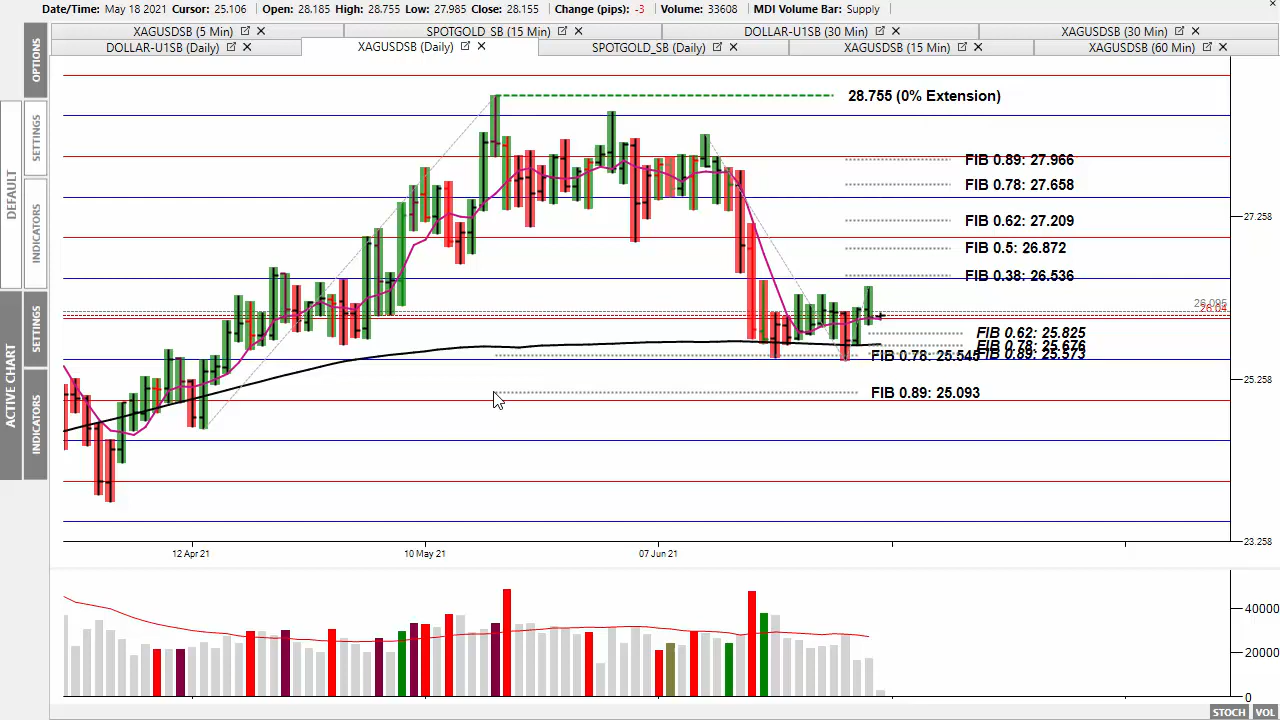 Date/Time: May 18 2021 Cursor: 25.106 Open: 28.185 High: 28.755 Low: 27.985 Close: 28.155 Change (pips): -3 Volume: 33608 MDI Volume Bar: Supply
XAGUSDSB (5 Min) SPOTGOLD_SB (15 Min) DOLLAR-U1SB (30 Min) XAGUSDSB (30 Min)
DOLLAR-U1SB (Daily) XAGUSDSB (Daily) SPOTGOLD_SB (Daily) XAGUSDSB (15 Min) XAGUSDSB (60 Min)
OPTIONS
SETTINGS
DEFAULT
INDICATORS
SETTINGS
ACTIVE CHART
INDICATORS
28.755 (0% Extension)
FIB 0.89: 27.966
FIB 0.78: 27.658
FIB 0.62: 27.209
27.258
FIB 0.5: 26.872
FIB 0.38: 26.536
26.04
FIB 0.62: 25.825
FIB 0.78: 25.676
FIB 0.89: 25.573
FIB 0.78: 25.545
25.258
FIB 0.89: 25.093
23.258
12 Apr 21 10 May 21 07 Jun 21
40000
20000
0
STOCH VOL